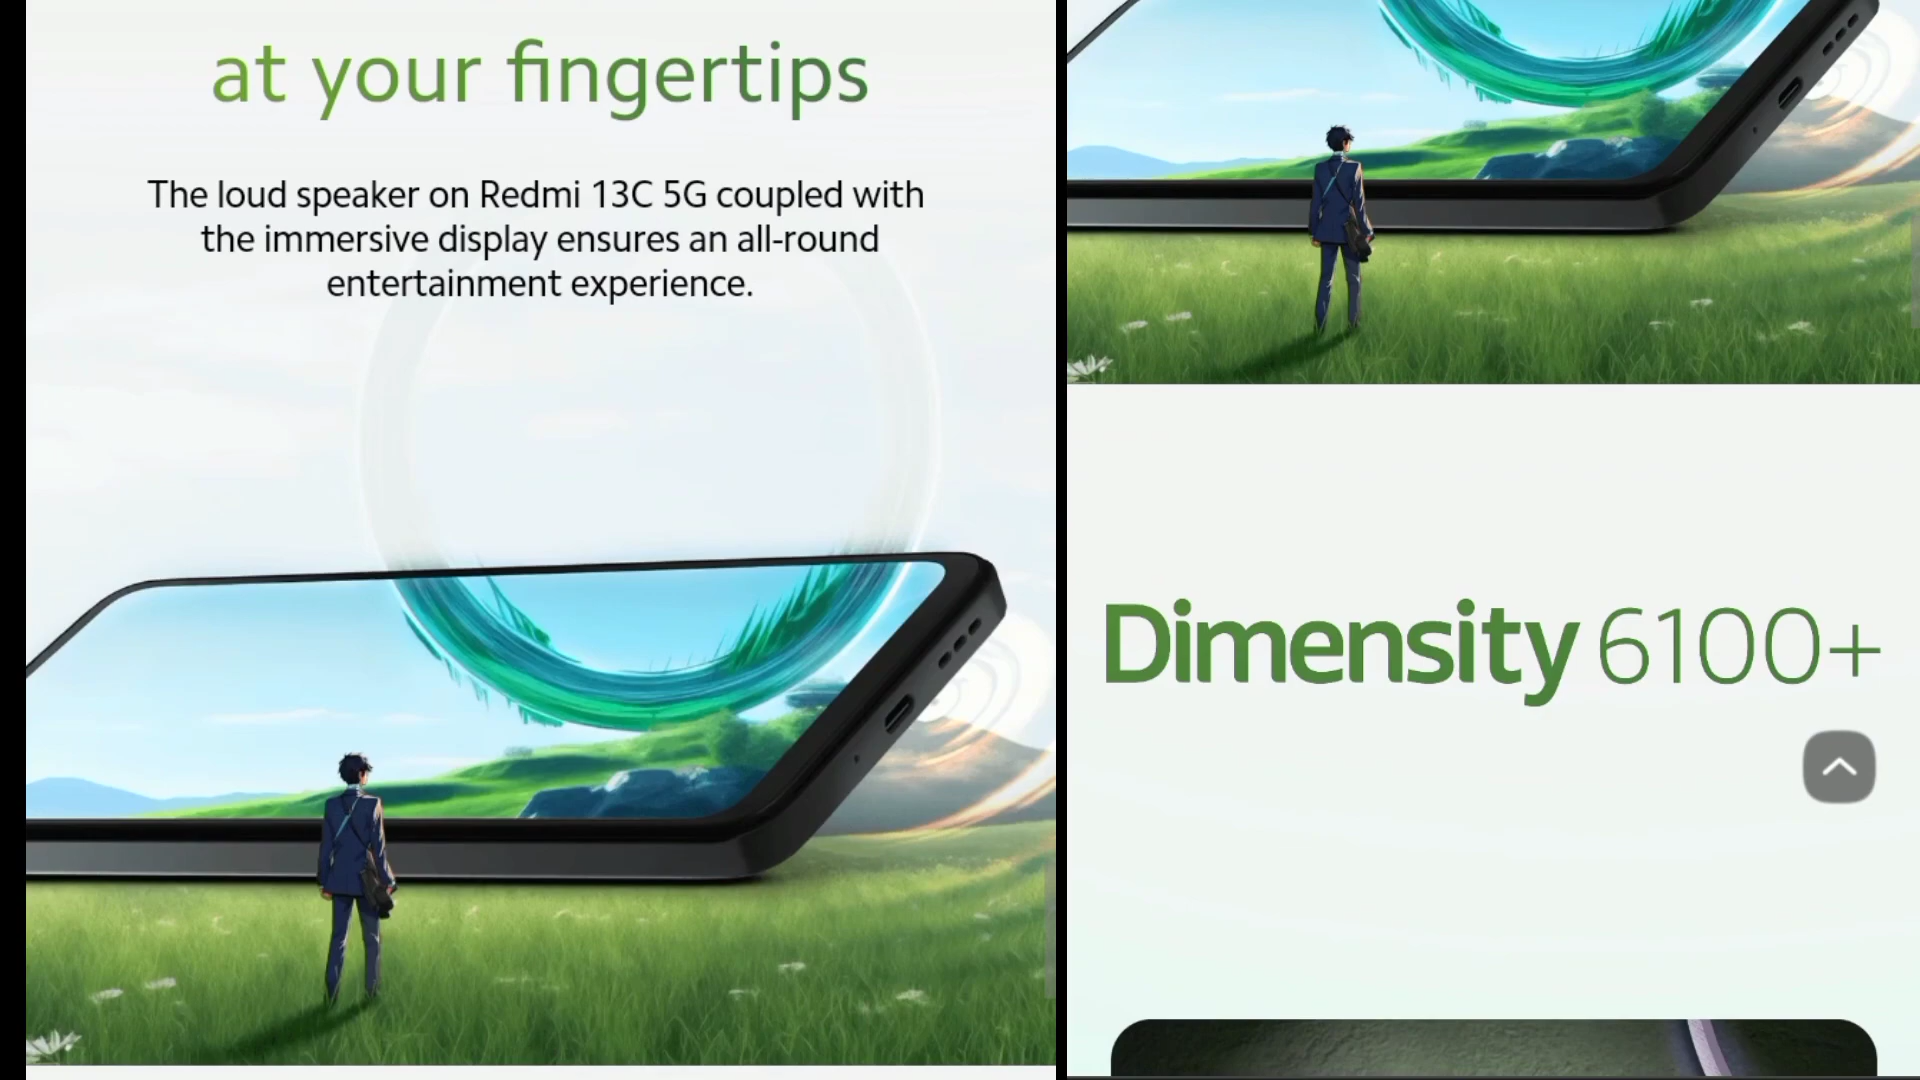 at your fingertips
The loud speaker on Redmi 13C 5G coupled with
the immersive display ensures an all-round
entertainment experience.
Dimensity 6100+